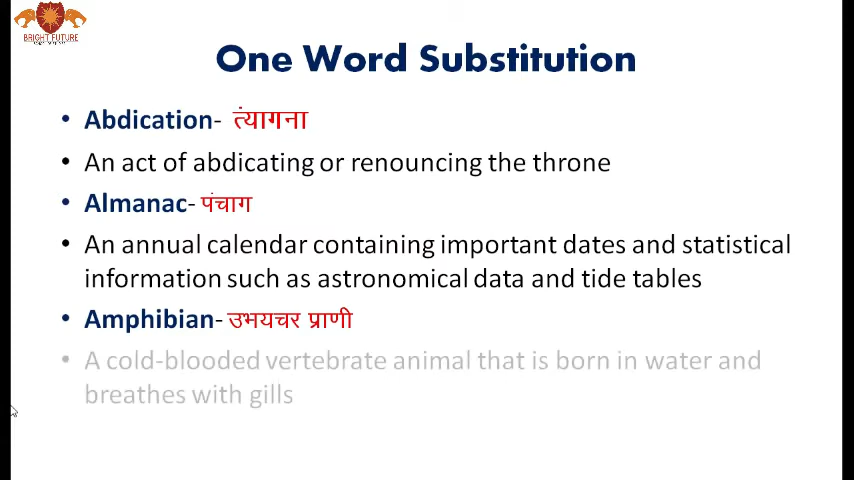 BRIGHT FUTURE
One Word Substitution
• Abdication- त्यांगना
• An act of abdicating or renouncing the throne
• Almanac- पंचाग
• An annual calendar containing important dates and statistical
information such as astronomical data and tide tables
• Amphibian- उभयचर प्राणी
• A cold-blooded vertebrate animal that is born in water and
breathes with gills